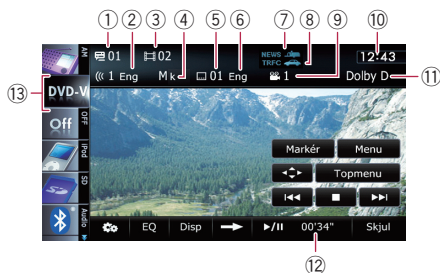 ① ② ③ ④ ⑤ ⑥ ⑦ ⑧ ⑨ ⑩
01 02 NEWS TRFC 12:43
1 Eng M k 01 Eng 1 Dolby D ⑪
⑬ DVD-V
AM
OFF
Off
iPod
SD
Audio
Markér Menu
Topmenu
EQ Disp ►/II 00'34" Skjul
⑫